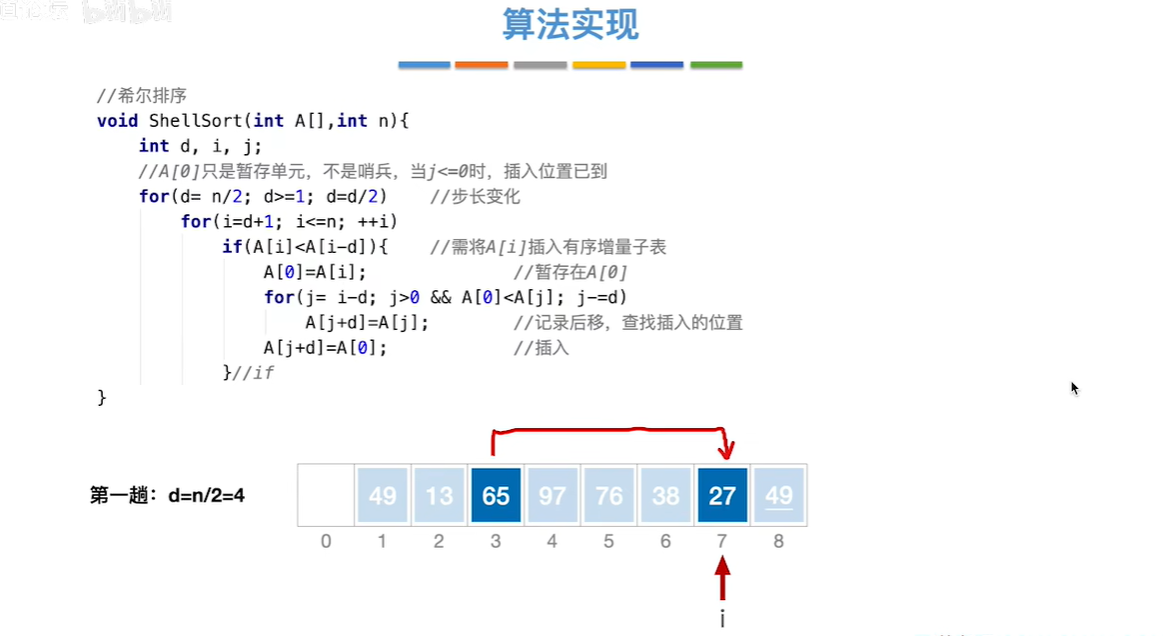 算法实现
//希尔排序
void ShellSort(int A[],int n){
int d, i, j;
//A[0]只是暂存单元，不是哨兵，当j<=0时，插入位置已到
for(d= n/2; d>=1; d=d/2) //步长变化
for(i=d+1; i<=n; ++i)
if(A[i]<A[i-d]){ //需将A[i]插入有序增量子表
A[0]=A[i]; //暂存在A[0]
for(j= i-d; j>0 && A[0]<A[j]; j-=d)
A[j+d]=A[j]; //记录后移，查找插入的位置
A[j+d]=A[0]; //插入
}//if
}
第一趟：d=n/2=4 49 13 65 97 76 38 27 49
0 1 2 3 4 5 6 7 8
i